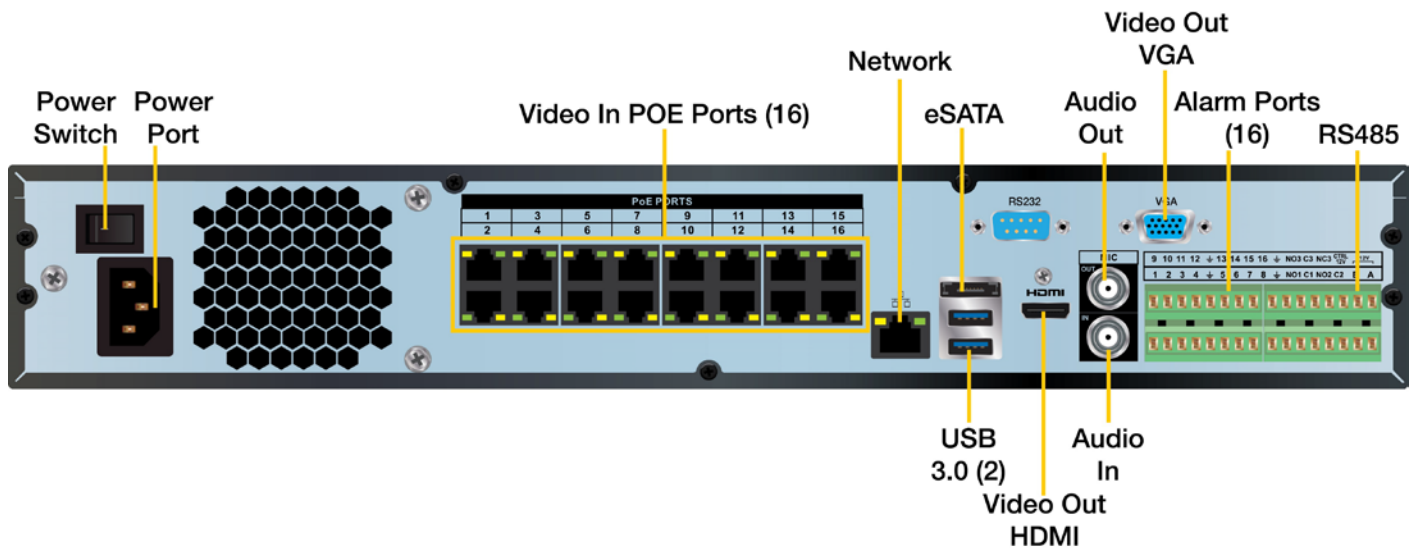 Video Out
VGA
Network
Power
Switch
Power
Port
Video In POE Ports (16)
eSATA
Audio
Out
Alarm Ports
(16)
RS485
PoE PORTS
1 3 5 7 9 11 13 15
2 4 6 8 10 12 14 16
RS232
VGA
MIC
OUT
IN
HDMI
9 10 11 12 13 14 15 16 NO3 C3 NC3 CTRL 12V 12V
1 2 3 4 5 6 7 8 NO1 C1 NO2 C2 B A
USB
3.0 (2)
Audio
In
Video Out
HDMI